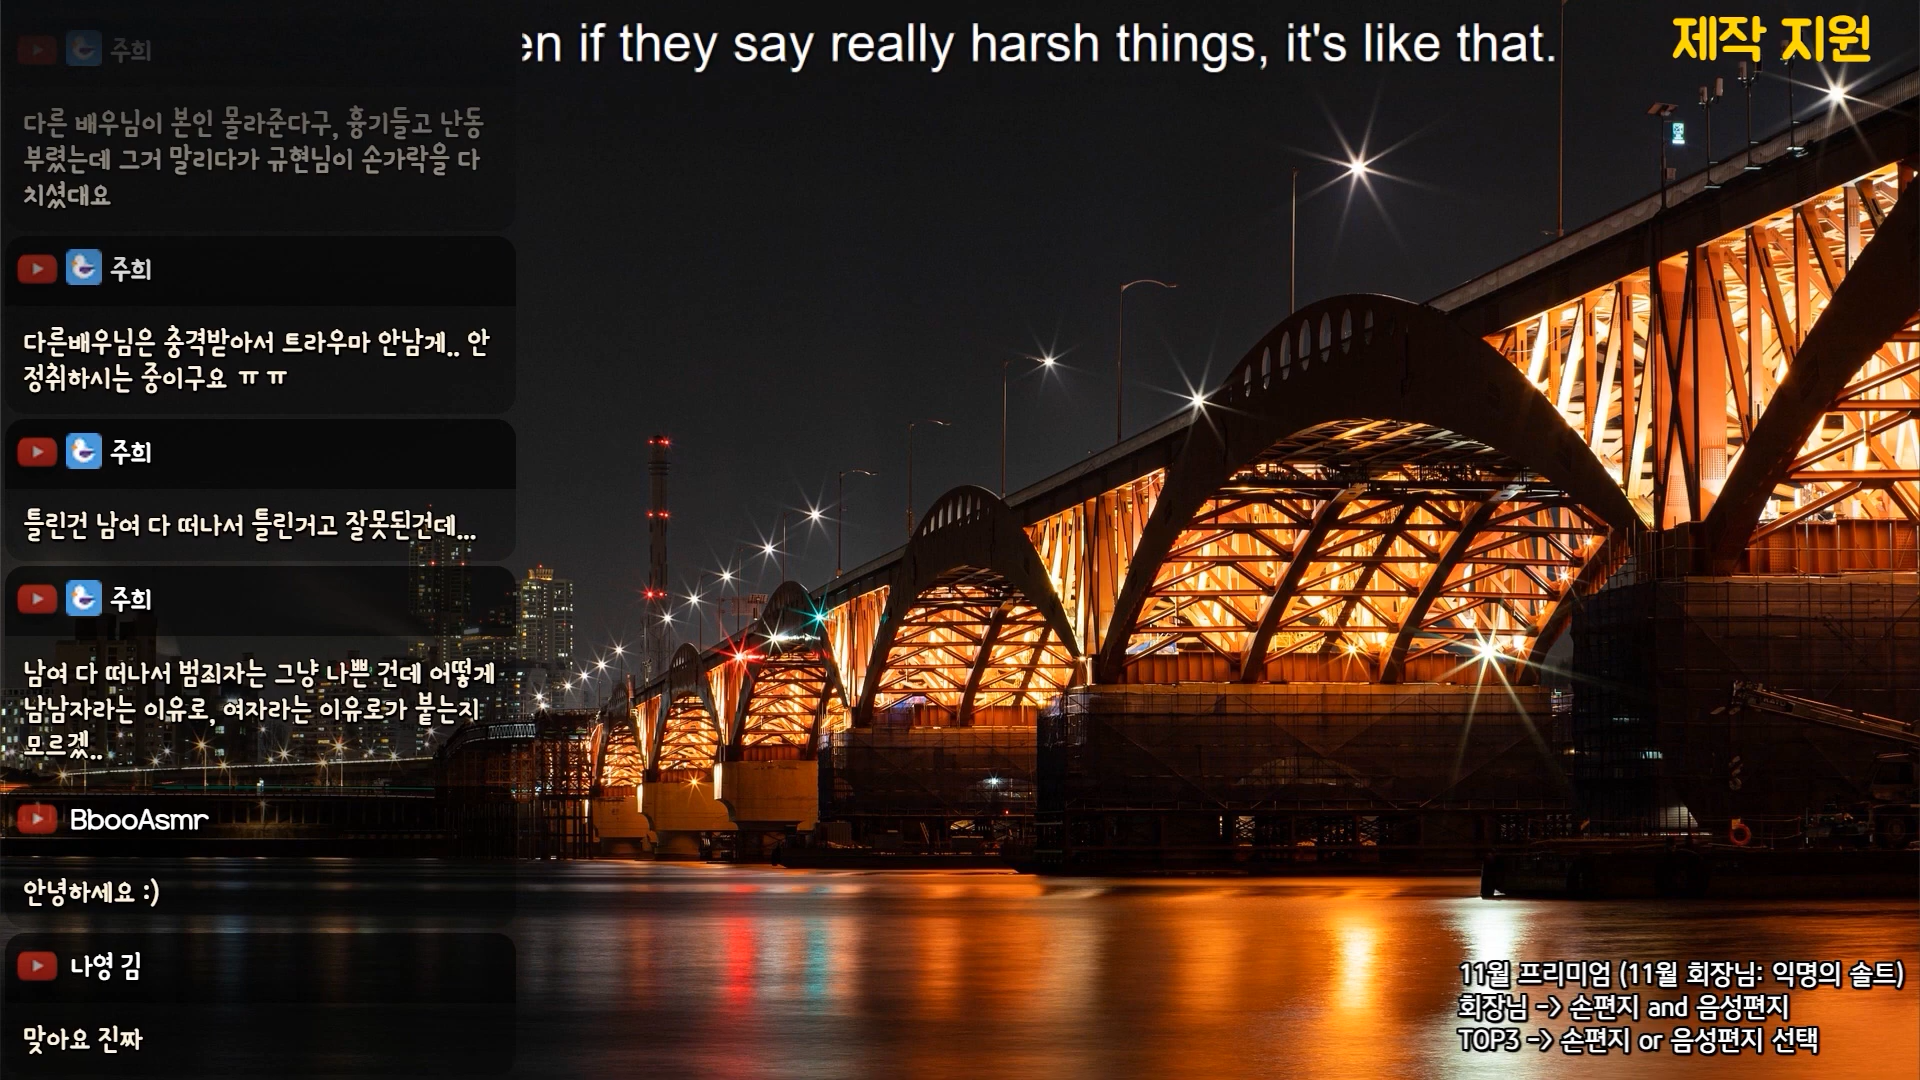 en if they say really harsh things, it's like that.
제작 지원
주희
다른 배우님이 본인 몰라준다구, 흉기들고 난동
부렸는데 그거 말리다가 규현님이 손가락을 다
치셨대요
주희
다른배우님은 충격받아서 트라우마 안남게.. 안
정취하시는 중이구요 ㅠㅠ
주희
틀린건 남여 다 떠나서 틀린거고 잘못된건데...
주희
남여 다 떠나서 범죄자는 그냥 나쁜 건데 어떻게
남남자라는 이유로, 여자라는 이유로가 붙는지
모르겠..
BbooAsmr
안녕하세요 :)
나영 김
맞아요 진짜
11월 프리미엄 (11월 회장님: 익명의 솔트)
회장님 -> 손편지 and 음성편지
TOP3 -> 손편지 or 음성편지 선택